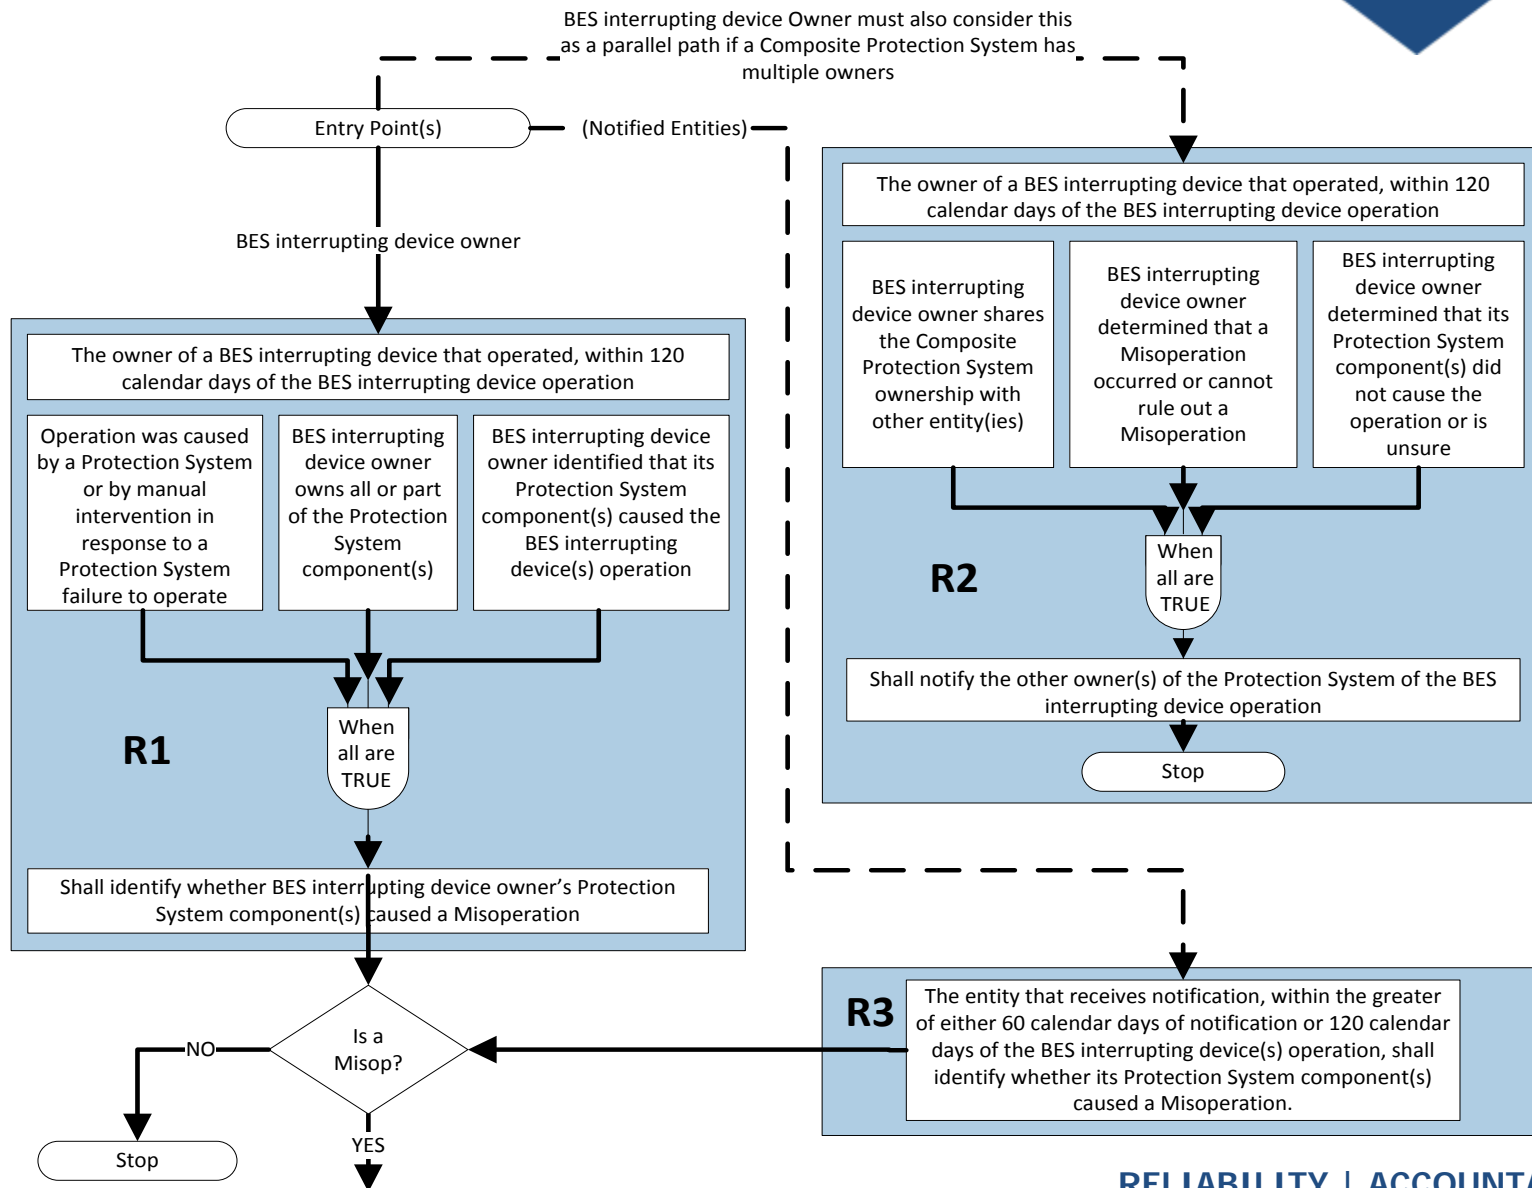 BES interrupting device Owner must also consider this
as a parallel path if a Composite Protection System has
multiple owners
Entry Point(s)
(Notified Entities)
BES interrupting device owner
The owner of a BES interrupting device that operated, within 120
calendar days of the BES interrupting device operation
Operation was caused
by a Protection System
or by manual
intervention in
response to a
Protection System
failure to operate
BES interrupting
device owner
owns all or part
of the Protection
System
component(s)
BES interrupting device
owner identified that its
Protection System
component(s) caused the
BES interrupting
device(s) operation
R1
When
all are
TRUE
Shall identify whether BES interrupting device owner’s Protection
System component(s) caused a Misoperation
Is a
Misop?
NO
Stop
YES
The owner of a BES interrupting device that operated, within 120
calendar days of the BES interrupting device operation
BES interrupting
device owner shares
the Composite
Protection System
ownership with
other entity(ies)
BES interrupting
device owner
determined that a
Misoperation
occurred or cannot
rule out a
Misoperation
BES interrupting
device owner
determined that its
Protection System
component(s) did
not cause the
operation or is
unsure
R2
When
all are
TRUE
Shall notify the other owner(s) of the Protection System of the BES
interrupting device operation
Stop
R3
The entity that receives notification, within the greater
of either 60 calendar days of notification or 120 calendar
days of the BES interrupting device(s) operation, shall
identify whether its Protection System component(s)
caused a Misoperation.
RELIABILITY |